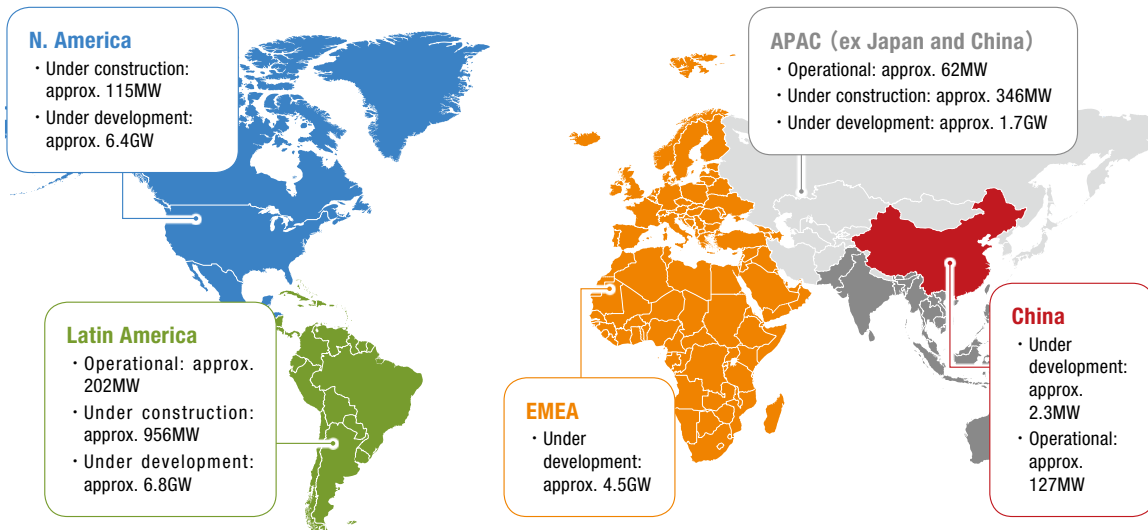 N. America
・Under construction:
approx. 115MW
・Under development:
approx. 6.4GW
APAC（ex Japan and China）
・Operational: approx. 62MW
・Under construction: approx. 346MW
・Under development: approx. 1.7GW
Latin America
・Operational: approx.
202MW
・Under construction:
approx. 956MW
・Under development:
approx. 6.8GW
EMEA
・Under
development:
approx. 4.5GW
China
・Under
development:
approx.
2.3MW
・Operational:
approx.
127MW